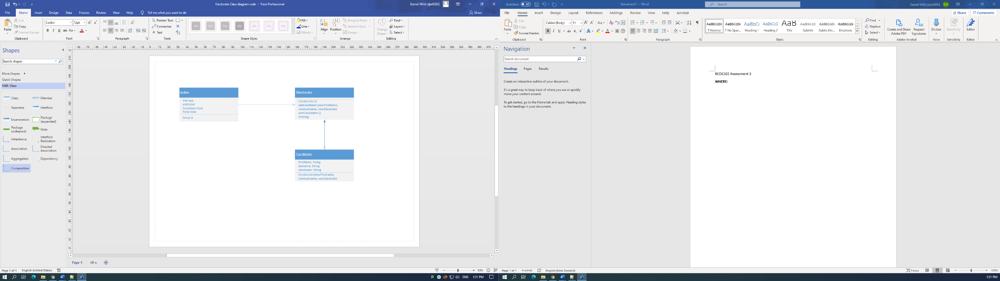 Electorate Class diagram.vsdx - Visio Professional
Daniel Wild [djw0393]
File Home Insert Design Data Process Review View Help Tell me what you want to do
Share
Paste
Cut
Copy
Format Painter
Clipboard
Calibri 12pt
Font
Paragraph
Pointer Tool
Connector
Text
Tools
Abc Abc Abc Abc Abc Abc Abc
Shape Styles
Fill
Line
Effects
Align Position
Bring to Front
Send to Back
Group
Arrange
Change Shape
Find
Layers
Select
Editing
Shapes
Search shapes
More Shapes
Quick Shapes
UML Class
Class Member
Separator Interface
Enumeration Package (expanded)
Package (collapsed) Note
Inheritance Interface Realization
Association Directed Association
Aggregation Dependency
Composition
Index
Vue app
addVoter
Candidate Vote
Party Vote
Setup ()
Electorate
Constructor ()
addCandidate (newFirstName,
newLastname, newElectorate
sortCandidates ()
toString
Candidate
firstName: String
lastname: String
electorate: String
Constructor(newFirstname,
newLastname, newElectorate
Page-1 All
Page 1 of 1 English (United States)
93%
ENG 1:31 PM
AutoSave Off
Document1 - Word
Search
Daniel Wild [djw0393] DW
File Home Insert Design Layout References Mailings Review View Help Acrobat
Share Comments
Paste
Cut
Copy
Format Painter
Clipboard
Calibri (Body) 11
Font
Paragraph
AaBbCcDc AaBbCcDc AaBbCc AaBbCcE AaB AaBbCcE AaBbCcDc AaBbCcDc
¶ Normal ¶ No Spac... Heading 1 Heading 2 Title Subtitle Subtle Em... Emphasis
Styles
Find
Replace
Select
Editing
Create and Share Adobe PDF
Request Signatures
Adobe Acrobat
Dictate
Voice
Sensitivity
Sensitivity
Editor
Editor
Navigation
Search document
Headings Pages Results
Create an interactive outline of your document.
It's a great way to keep track of where you are or quickly
move your content around.
To get started, go to the Home tab and apply Heading styles
to the headings in your document.
BCDE102 Assessment 3
WHERE:
Page 1 of 1 4 words English (New Zealand)
Focus
100%
1:31 PM